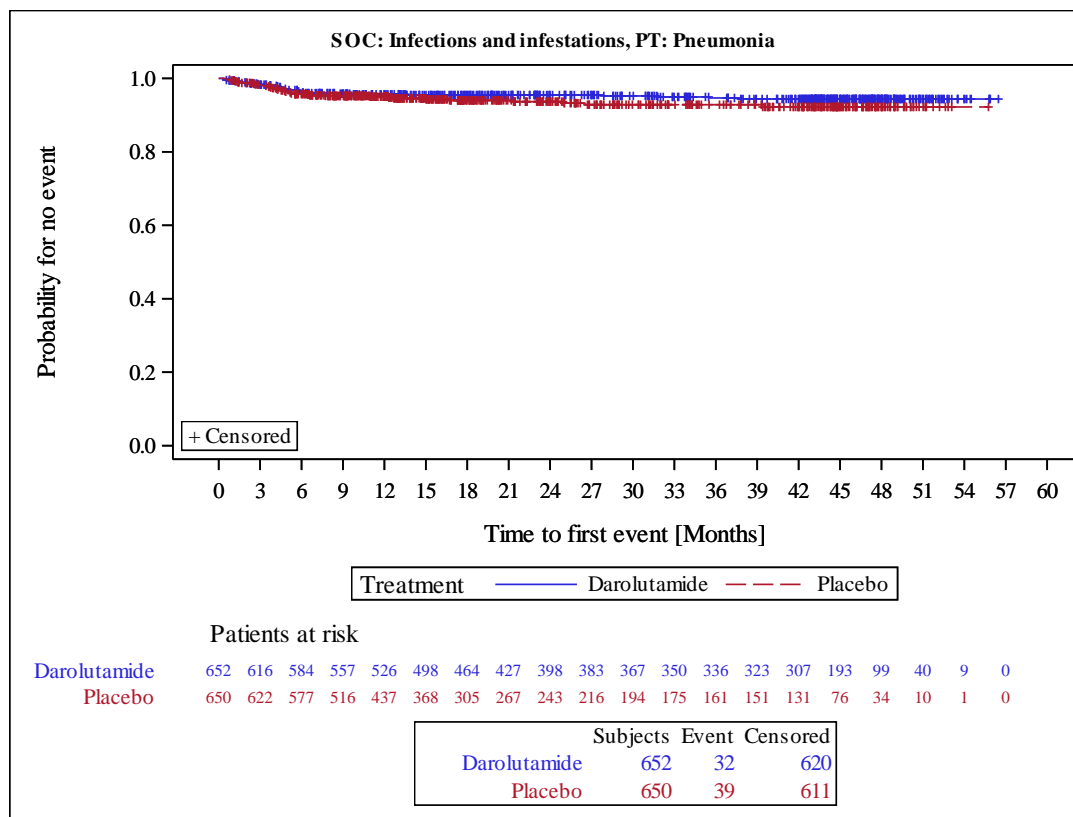 SOC: Infections and infestations, PT: Pneumonia
Probability for no event
1.0
0.8
0.6
0.4
0.2
0.0
+ Censored
0 3 6 9 12 15 18 21 24 27 30 33 36 39 42 45 48 51 54 57 60
Time to first event [Months]
Treatment Darolutamide Placebo
Patients at risk
Darolutamide 652 616 584 557 526 498 464 427 398 383 367 350 336 323 307 193 99 40 9 0
Placebo 650 622 577 516 437 368 305 267 243 216 194 175 161 151 131 76 34 10 1 0
Subjects Event Censored
Darolutamide 652 32 620
Placebo 650 39 611